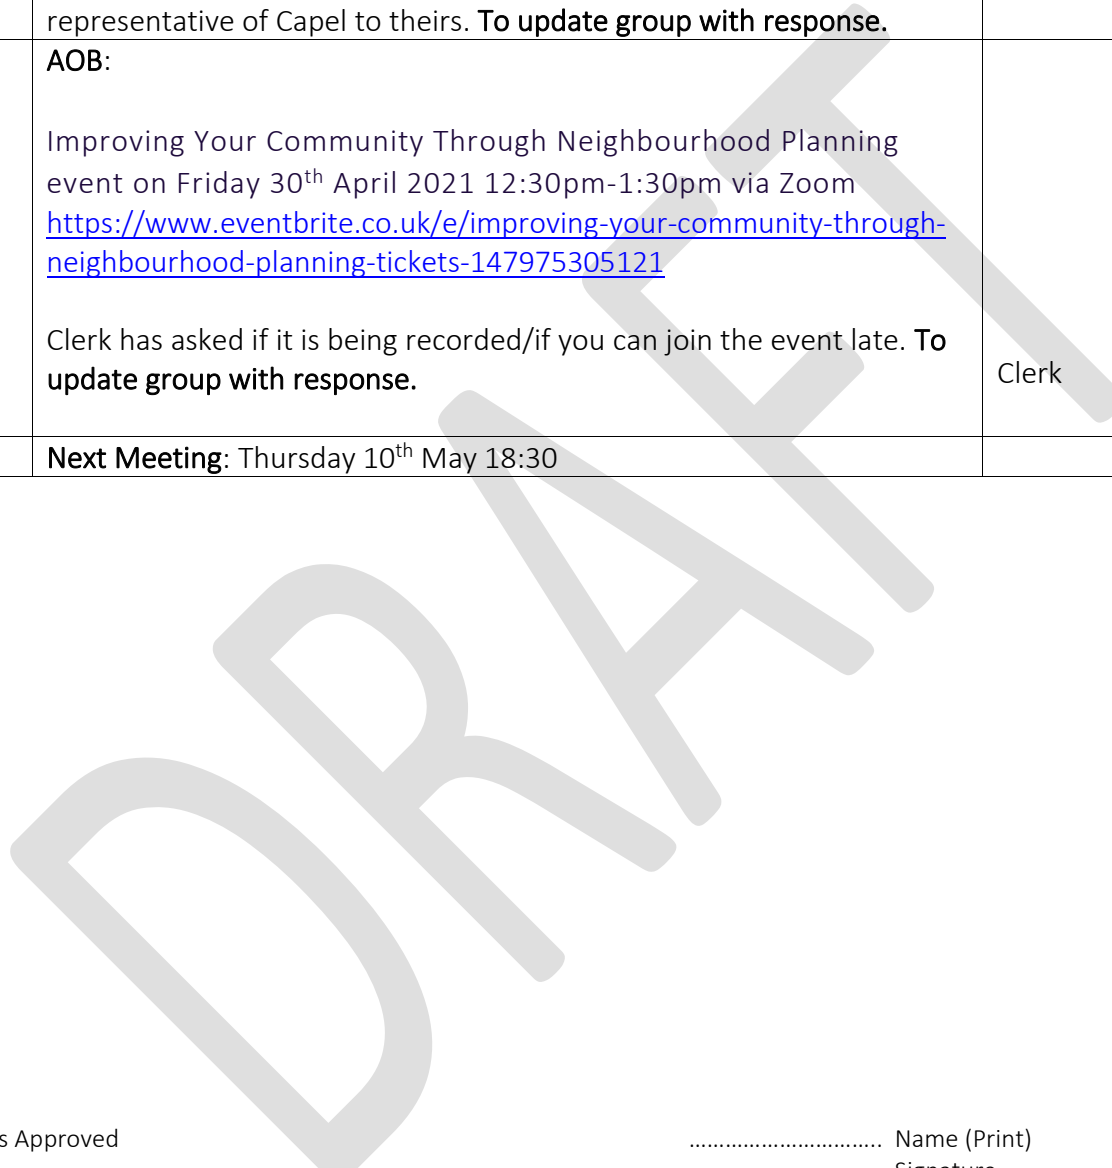 representative of Capel to theirs. To update group with response.
AOB:
Improving Your Community Through Neighbourhood Planning
event on Friday 30th April 2021 12:30pm-1:30pm via Zoom
https://www.eventbrite.co.uk/e/improving-your-community-through-
neighbourhood-planning-tickets-147975305121
Clerk has asked if it is being recorded/if you can join the event late. To
update group with response.
Clerk
Next Meeting: Thursday 10th May 18:30
DRAFT
s Approved ………………………….. Name (Print)
Signature